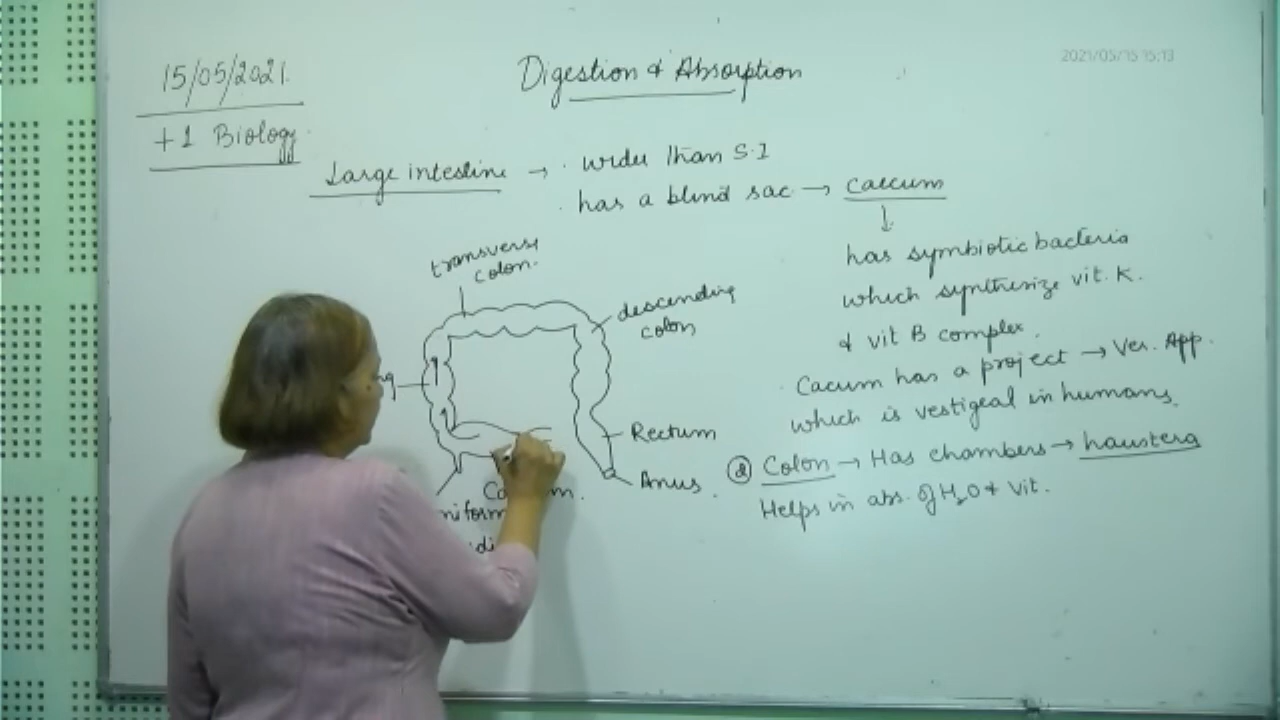 15/05/2021.
+1 Biology
Digestion & Absorption
2021/05/15 15:13
Large intestine → . wider than S.I
. has a blind sac → caecum
↓
has symbiotic bacteria
which synthesize vit. K.
& vit B complex.
. Cacum has a project → Ver. App.
which is vestigeal in humans.
② Colon → Has chambers → haustera
Helps in abs. of H₂O & Vit.
transverse
colon.
descending
colon
Rectum
Anus.